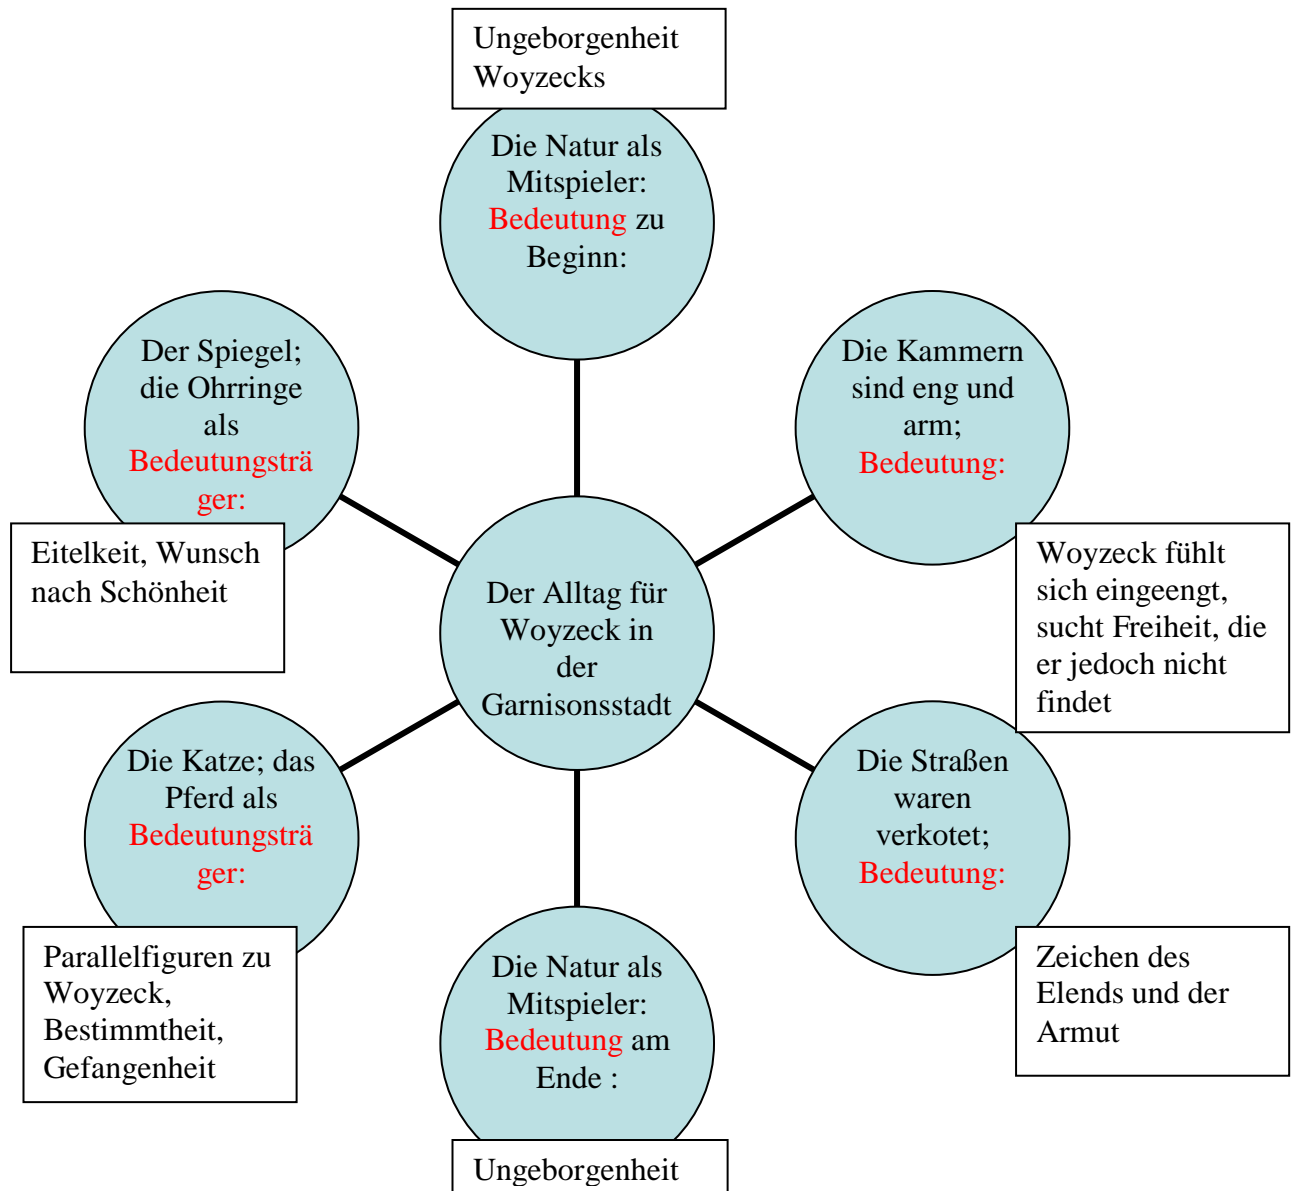 Ungeborgenheit
Woyzecks
Die Natur als
Mitspieler:
Bedeutung zu
Beginn:
Der Spiegel;
die Ohrringe
als
Bedeutungsträ
ger:
Eitelkeit, Wunsch
nach Schönheit
Die Kammern
sind eng und
arm;
Bedeutung:
Woyzeck fühlt
sich eingeengt,
sucht Freiheit, die
er jedoch nicht
findet
Der Alltag für
Woyzeck in
der
Garnisonsstadt
Die Katze; das
Pferd als
Bedeutungsträ
ger:
Parallelfiguren zu
Woyzeck,
Bestimmtheit,
Gefangenheit
Die Straßen
waren
verkotet;
Bedeutung:
Zeichen des
Elends und der
Armut
Die Natur als
Mitspieler:
Bedeutung am
Ende :
Ungeborgenheit